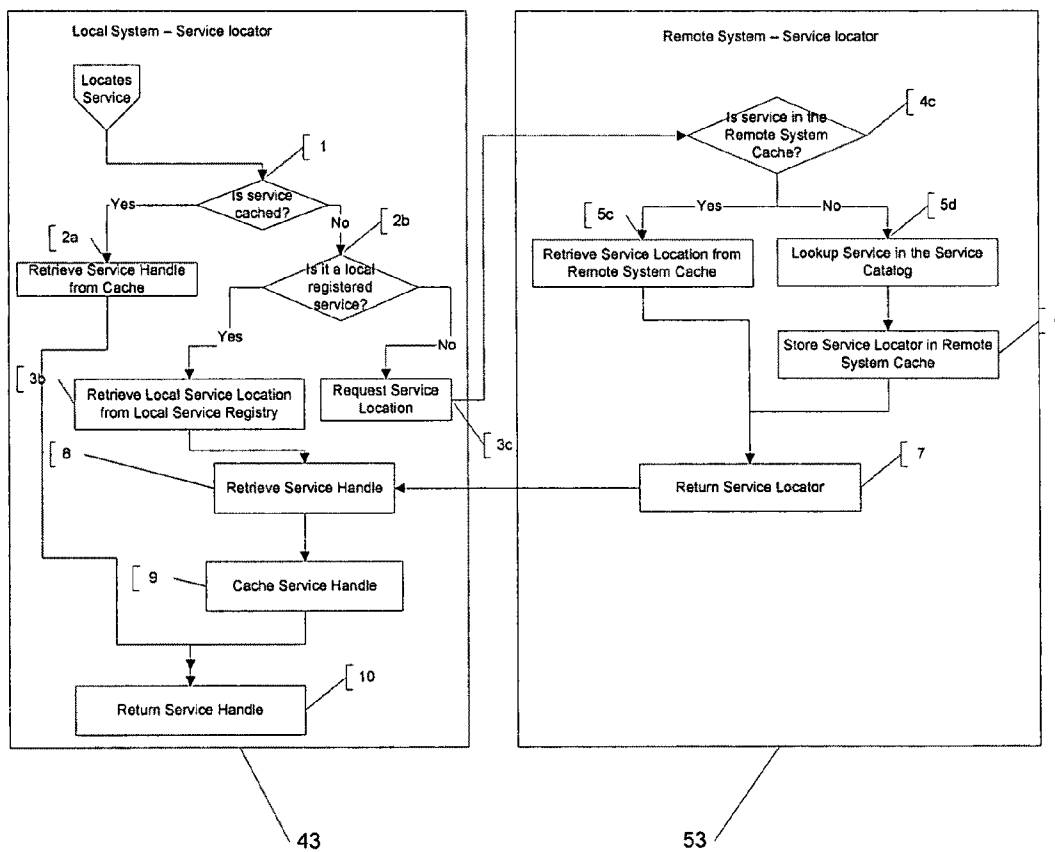 Local System – Service locator
Locates
Service
1
Is service
cached?
Yes
No
2a
Retrieve Service Handle
from Cache
2b
Is it a local
registered
service?
Yes
No
3b
Retrieve Local Service Location
from Local Service Registry
Request Service
Location
3c
8
Retrieve Service Handle
9
Cache Service Handle
10
Return Service Handle
43
Remote System – Service locator
4c
Is service in the
Remote System
Cache?
Yes
No
5c
Retrieve Service Location from
Remote System Cache
5d
Lookup Service in the Service
Catalog
Store Service Locator in Remote
System Cache
7
Return Service Locator
53